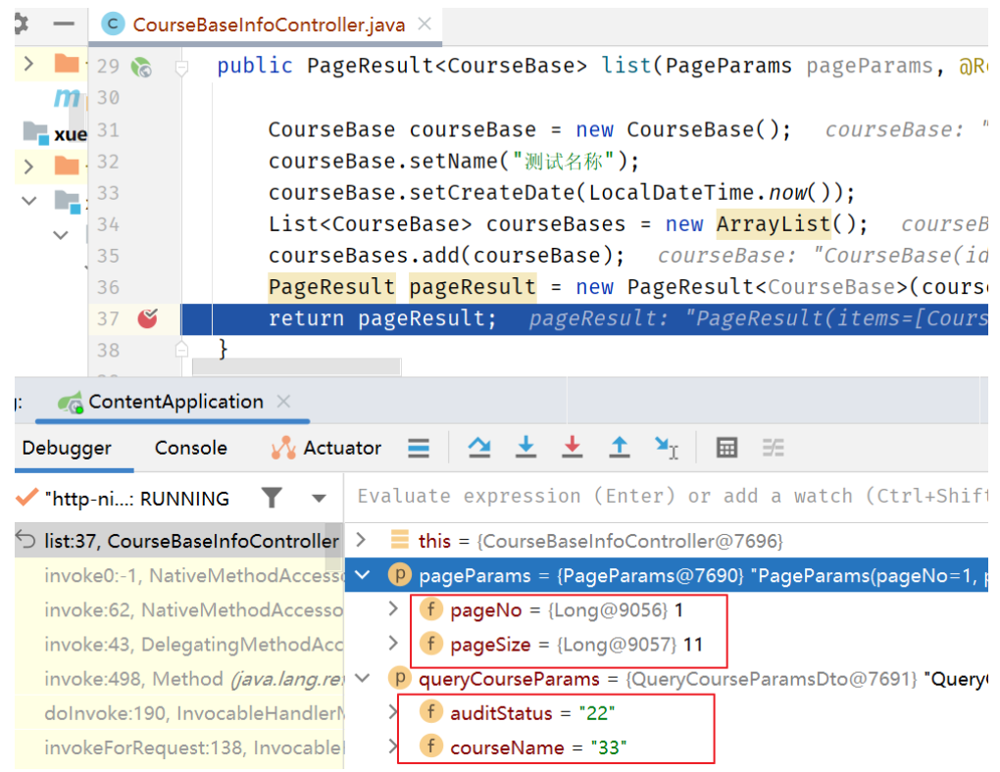 CourseBaseInfoController.java
29 public PageResult<CourseBase> list(PageParams pageParams, @R
30
m
xue 31 CourseBase courseBase = new CourseBase(); courseBase: "
32 courseBase.setName("测试名称");
33 courseBase.setCreateDate(LocalDateTime.now());
34 List<CourseBase> courseBases = new ArrayList(); courseB
35 courseBases.add(courseBase); courseBase: "CourseBase(id
36 PageResult pageResult = new PageResult<CourseBase>(cours
37 return pageResult; pageResult: "PageResult(items=[Cours
38 }
ContentApplication
Debugger Console Actuator
"http-ni...: RUNNING
Evaluate expression (Enter) or add a watch (Ctrl+Shift
list:37, CourseBaseInfoController
this = {CourseBaseInfoController@7696}
invoke0:-1, NativeMethodAccess
p pageParams = {PageParams@7690} "PageParams(pageNo=1, p
invoke:62, NativeMethodAccesso
f pageNo = {Long@9056} 1
invoke:43, DelegatingMethodAcc
f pageSize = {Long@9057} 11
invoke:498, Method (java.lang.re
p queryCourseParams = {QueryCourseParamsDto@7691} "Query
doInvoke:190, InvocableHandler
f auditStatus = "22"
invokeForRequest:138, Invocable
f courseName = "33"